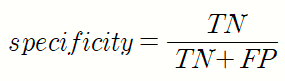 specificity = TN / TN + FP